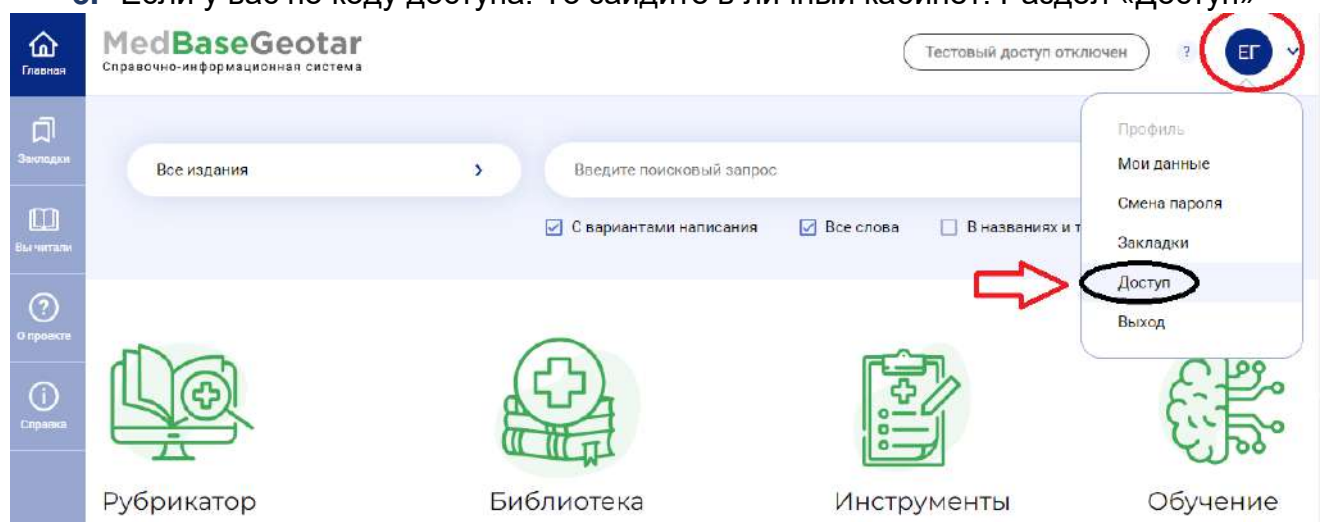 Если у вас по коду доступа. То зайдите в личный кабинет. Раздел «Доступ»
MedBaseGeotar
Справочно-информационная система
Тестовый доступ отключен
?
ЕГ
Главная
Закладки
Вы читали
О проекте
Справка
Все издания
Введите поисковый запрос
С вариантами написания
Все слова
В названиях и
Профиль
Мои данные
Смена пароля
Закладки
Доступ
Выход
Рубрикатор
Библиотека
Инструменты
Обучение